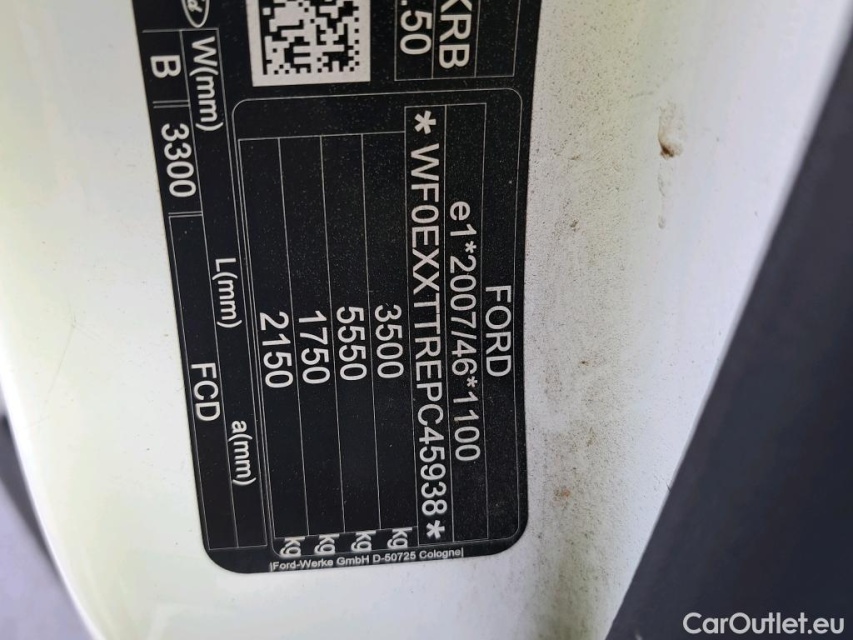 FORD
e1*2007/46*1100
*WF0EXXTTREPC45938*
3500 kg
5550 kg
1750 kg
2150 kg
KRB
.50
W(mm) L(mm) a(mm)
B 3300 FCD
Ford-Werke GmbH D-50725 Cologne
CarOutlet.eu